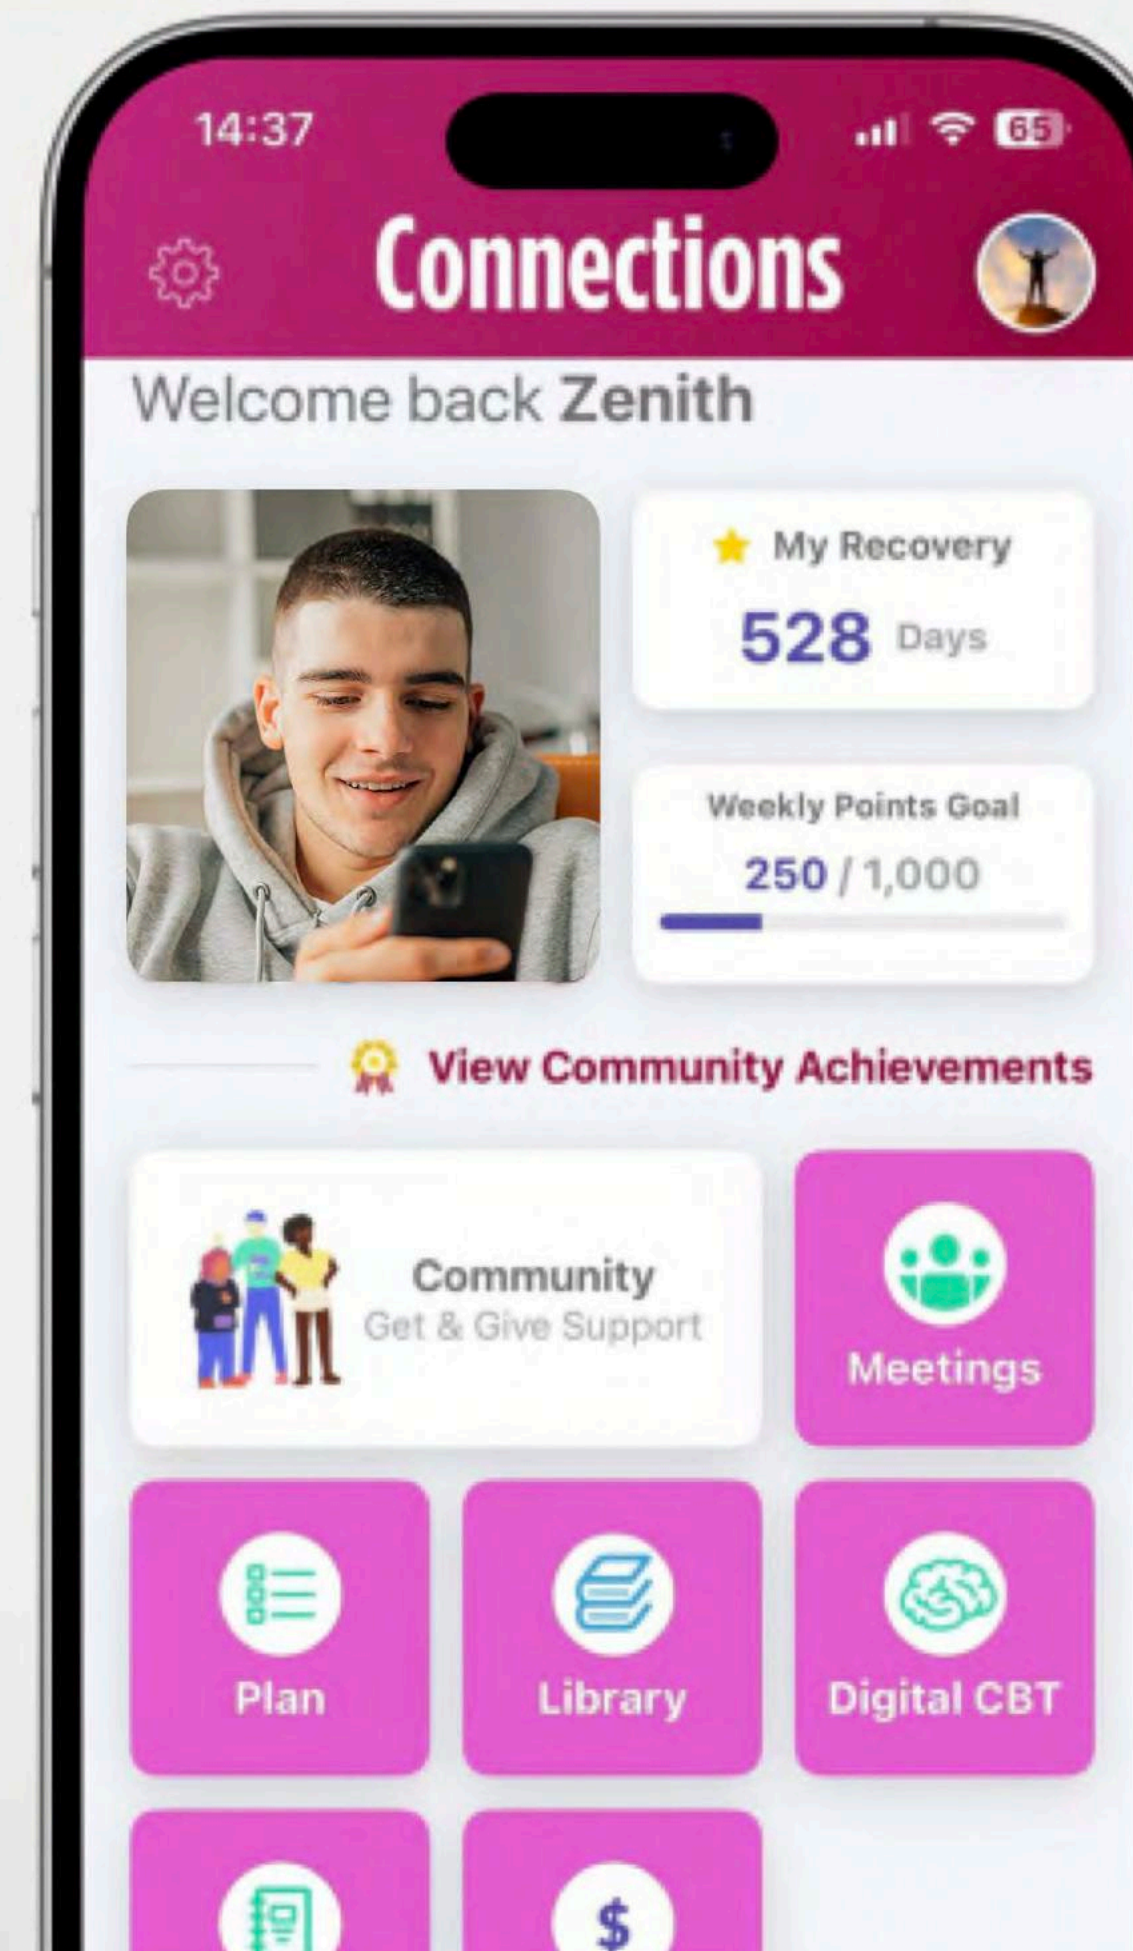 14:37
65
Connections
Welcome back Zenith
My Recovery
528 Days
Weekly Points Goal
250 / 1,000
View Community Achievements
Community
Get & Give Support
Meetings
Plan
Library
Digital CBT
$